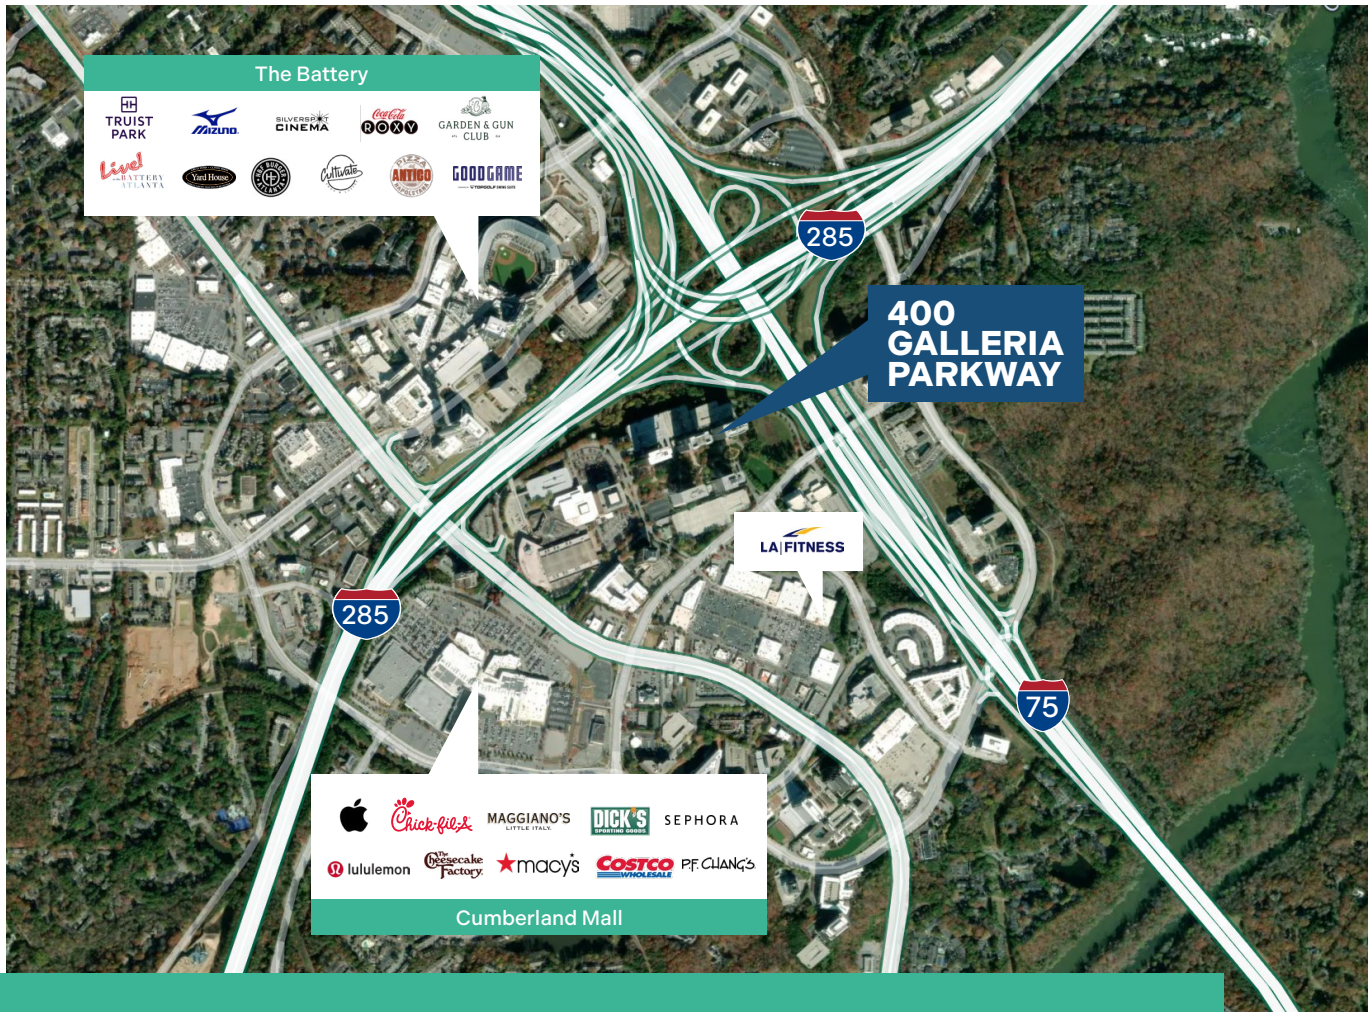 The Battery
TRUIST
PARK
MIZUNO
SILVERSPOT
CINEMA
Coca-Cola
ROXY
GARDEN & GUN
CLUB
Live!
BATTERY
ATLANTA
Yard House
Cultivate
PIZZA
ANTICO
NAPOLETANA
GOODGAME
285
400
GALLERIA
PARKWAY
LA|FITNESS
285
75
Chick-fil-A
MAGGIANO'S
LITTLE ITALY.
DICK'S
SPORTING GOODS
SEPHORA
lululemon
The
Cheesecake
Factory.
macy's
COSTCO
WHOLESALE
P.F. CHANG'S
Cumberland Mall